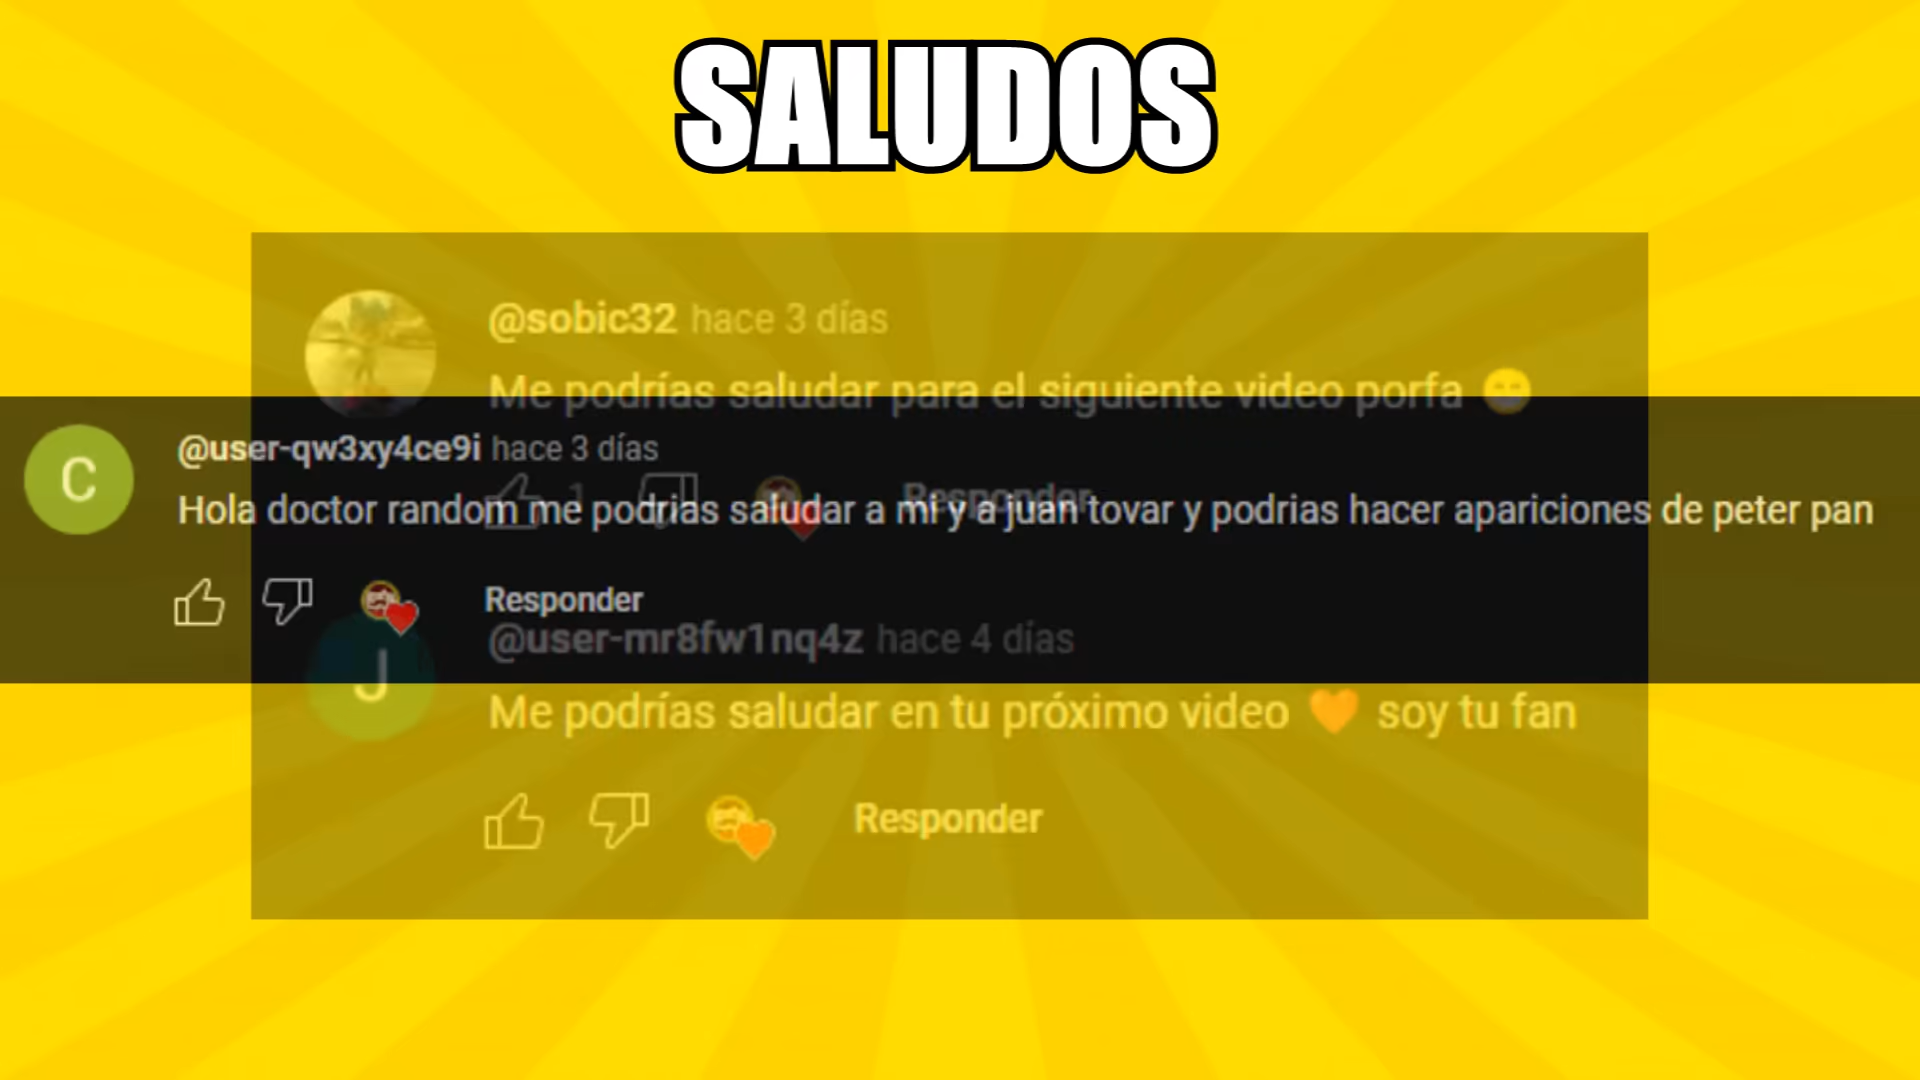 SALUDOS
@sobic32 hace 3 días
Me podrías saludar para el siguiente video porfa 😁
@user-qw3xy4ce9i hace 3 días
1 Responder
Hola doctor random me podrias saludar a mi y a juan tovar y podrias hacer apariciones de peter pan
C
Responder
@user-mr8fw1nq4z hace 4 días
J
Me podrías saludar en tu próximo video 🧡 soy tu fan
Responder